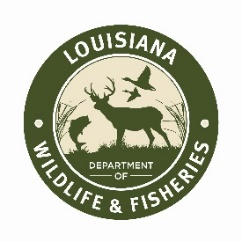 LOUISIANA
DEPARTMENT
OF
WILDLIFE & FISHERIES